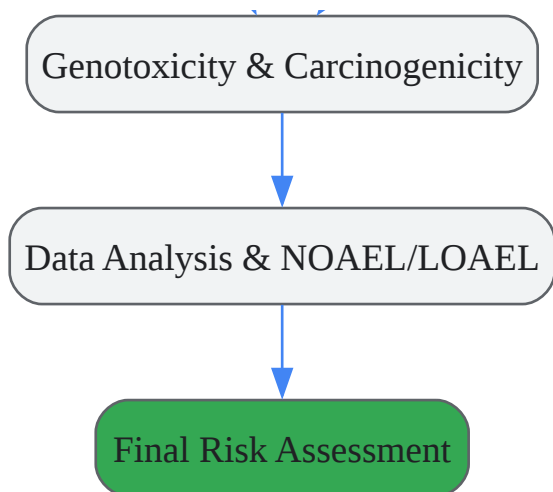 Genotoxicity & Carcinogenicity
Data Analysis & NOAEL/LOAEL
Final Risk Assessment